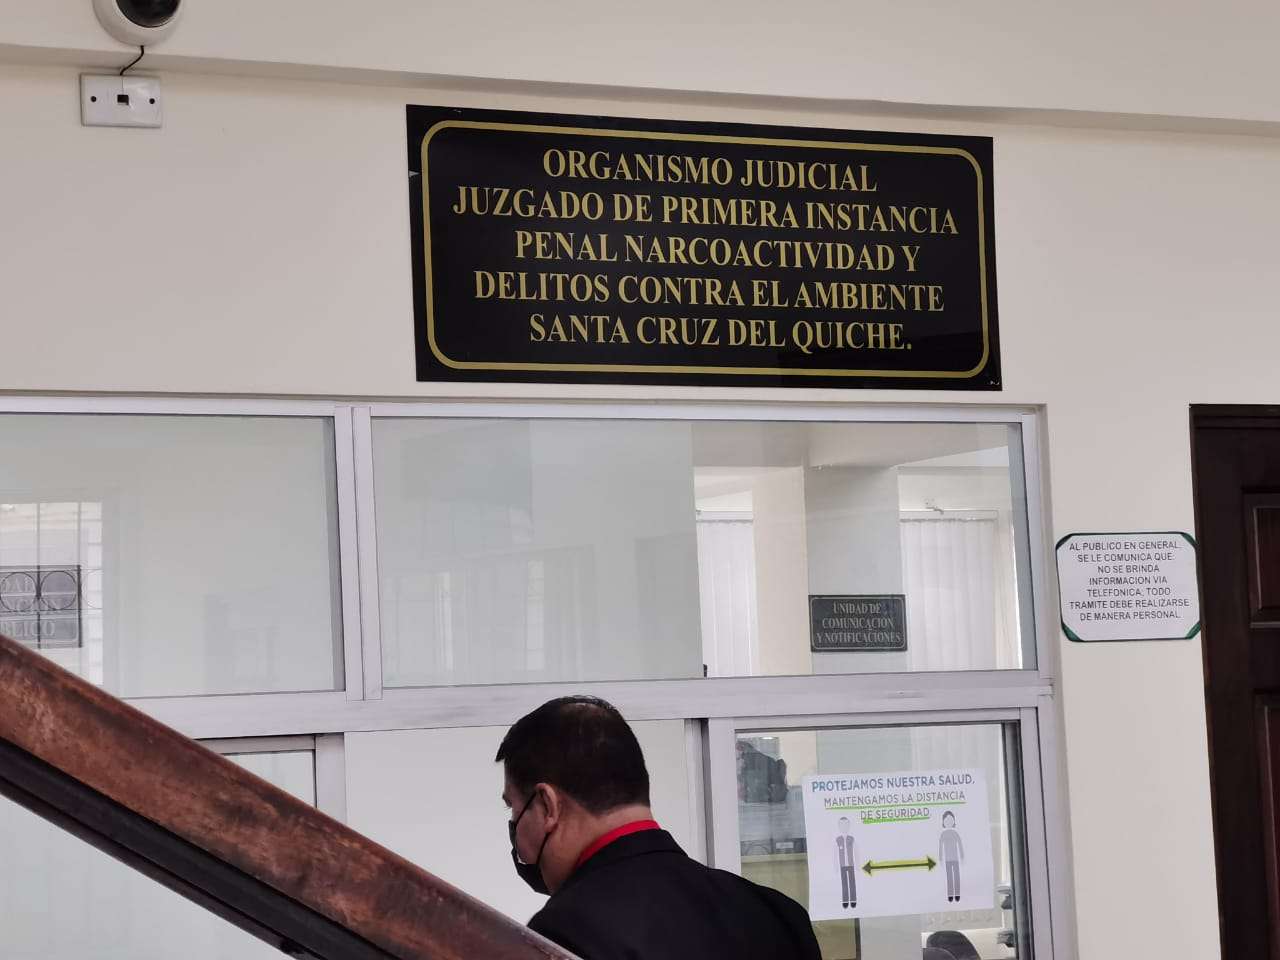 ORGANISMO JUDICIAL
JUZGADO DE PRIMERA INSTANCIA
PENAL NARCOACTIVIDAD Y
DELITOS CONTRA EL AMBIENTE
SANTA CRUZ DEL QUICHE.
AL PUBLICO EN GENERAL,
SE LE COMUNICA QUE
NO SE BRINDA
INFORMACION VIA
TELEFONICA; TODO
TRAMITE DEBE REALIZARSE
DE MANERA PERSONAL
UNIDAD DE
COMUNICACION
Y NOTIFICACIONES
PROTEJAMOS NUESTRA SALUD,
MANTENGAMOS LA DISTANCIA
DE SEGURIDAD